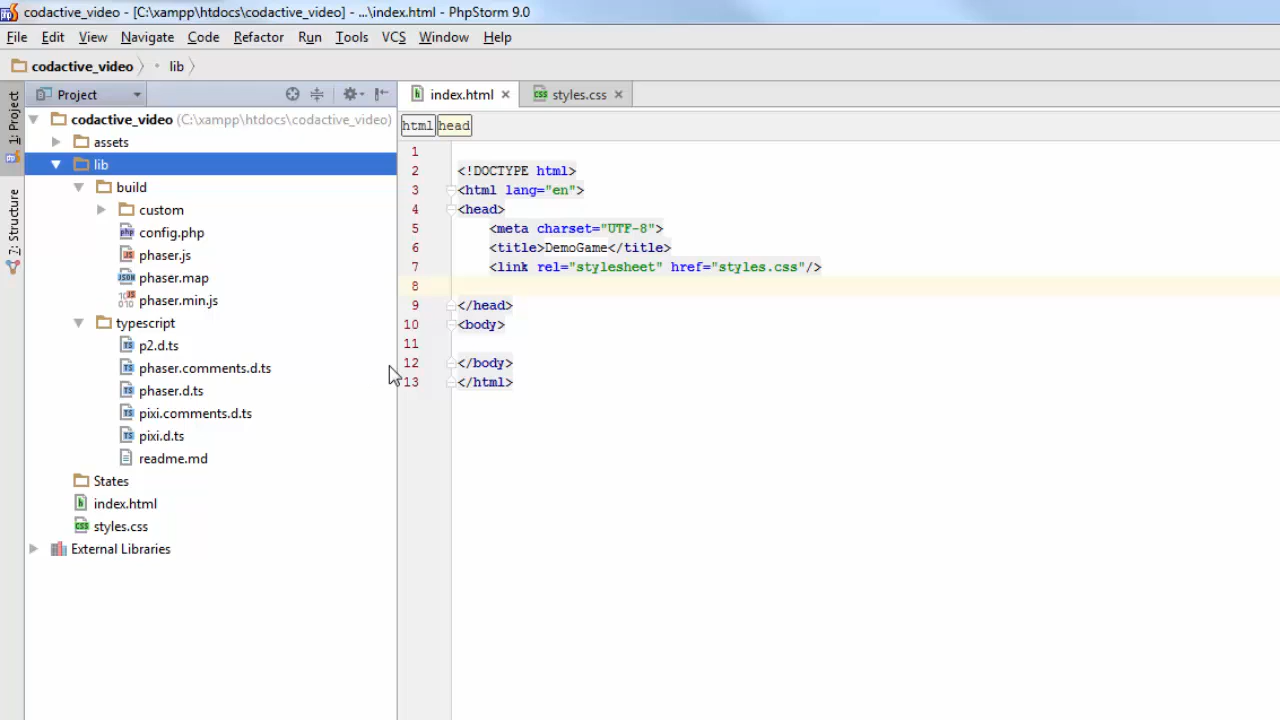 codactive_video - [C:\xampp\htdocs\codactive_video] - ...\index.html - PhpStorm 9.0
File Edit View Navigate Code Refactor Run Tools VCS Window Help
codactive_video lib
1: Project
7: Structure
Project
codactive_video (C:\xampp\htdocs\codactive_video)
assets
lib
build
custom
config.php
phaser.js
phaser.map
phaser.min.js
typescript
p2.d.ts
phaser.comments.d.ts
phaser.d.ts
pixi.comments.d.ts
pixi.d.ts
readme.md
States
index.html
styles.css
External Libraries
index.html styles.css
html head
1
2 <!DOCTYPE html>
3 <html lang="en">
4 <head>
5 <meta charset="UTF-8">
6 <title>DemoGame</title>
7 <link rel="stylesheet" href="styles.css"/>
8
9 </head>
10 <body>
11
12 </body>
13 </html>